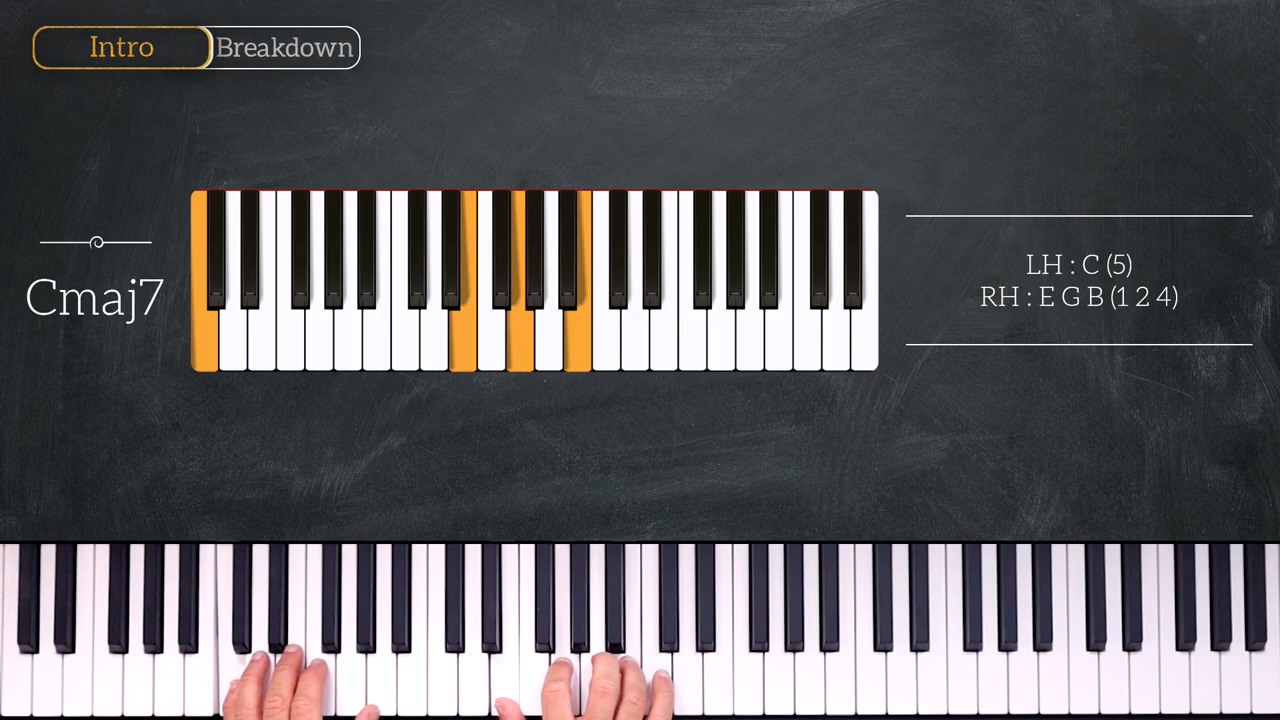 Intro
Breakdown
Cmaj7
LH : C (5)
RH : E G B (1 2 4)